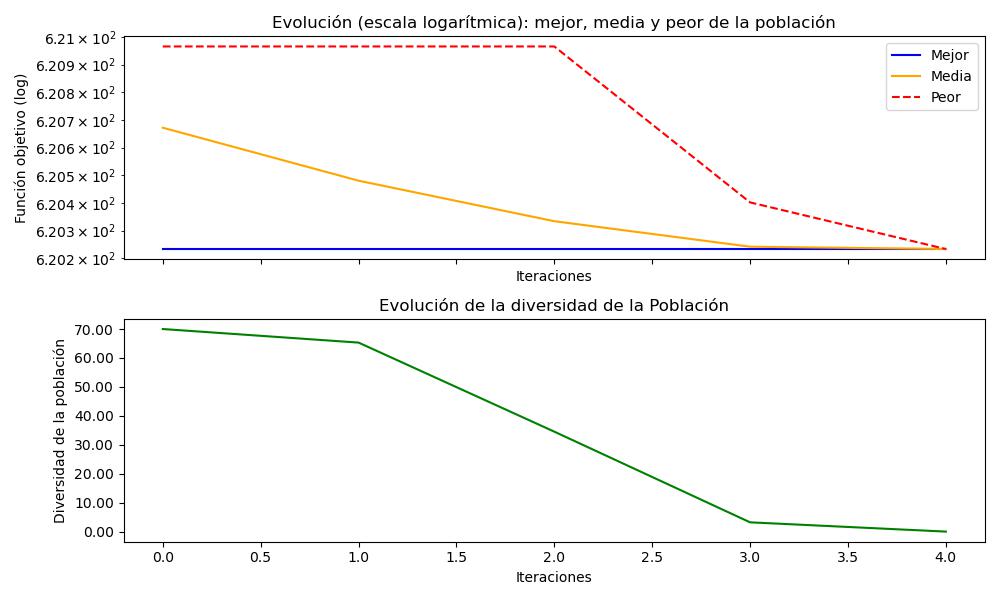 Evolución (escala logarítmica): mejor, media y peor de la población
Función objetivo (log)
6.21 × 10²
6.209 × 10²
6.208 × 10²
6.207 × 10²
6.206 × 10²
6.205 × 10²
6.204 × 10²
6.203 × 10²
6.202 × 10²
Mejor
Media
Peor
Iteraciones
Evolución de la diversidad de la Población
Diversidad de la población
70.00
60.00
50.00
40.00
30.00
20.00
10.00
0.00
0.0 0.5 1.0 1.5 2.0 2.5 3.0 3.5 4.0
Iteraciones